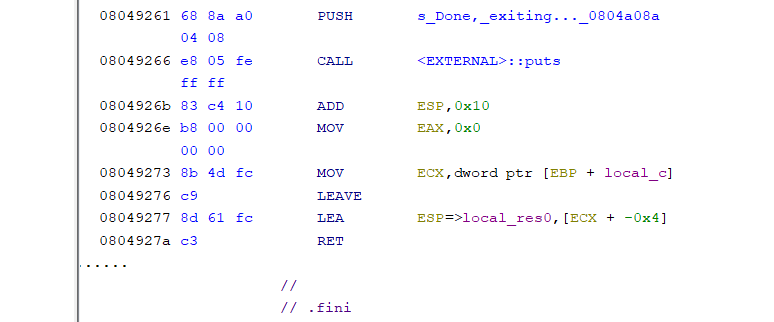 08049261 68 8a a0 PUSH s_Done,_exiting..._0804a08a
04 08
08049266 e8 05 fe CALL <EXTERNAL>::puts
ff ff
0804926b 83 c4 10 ADD ESP,0x10
0804926e b8 00 00 MOV EAX,0x0
00 00
08049273 8b 4d fc MOV ECX,dword ptr [EBP + local_c]
08049276 c9 LEAVE
08049277 8d 61 fc LEA ESP=>local_res0,[ECX + -0x4]
0804927a c3 RET
......
//
// .fini